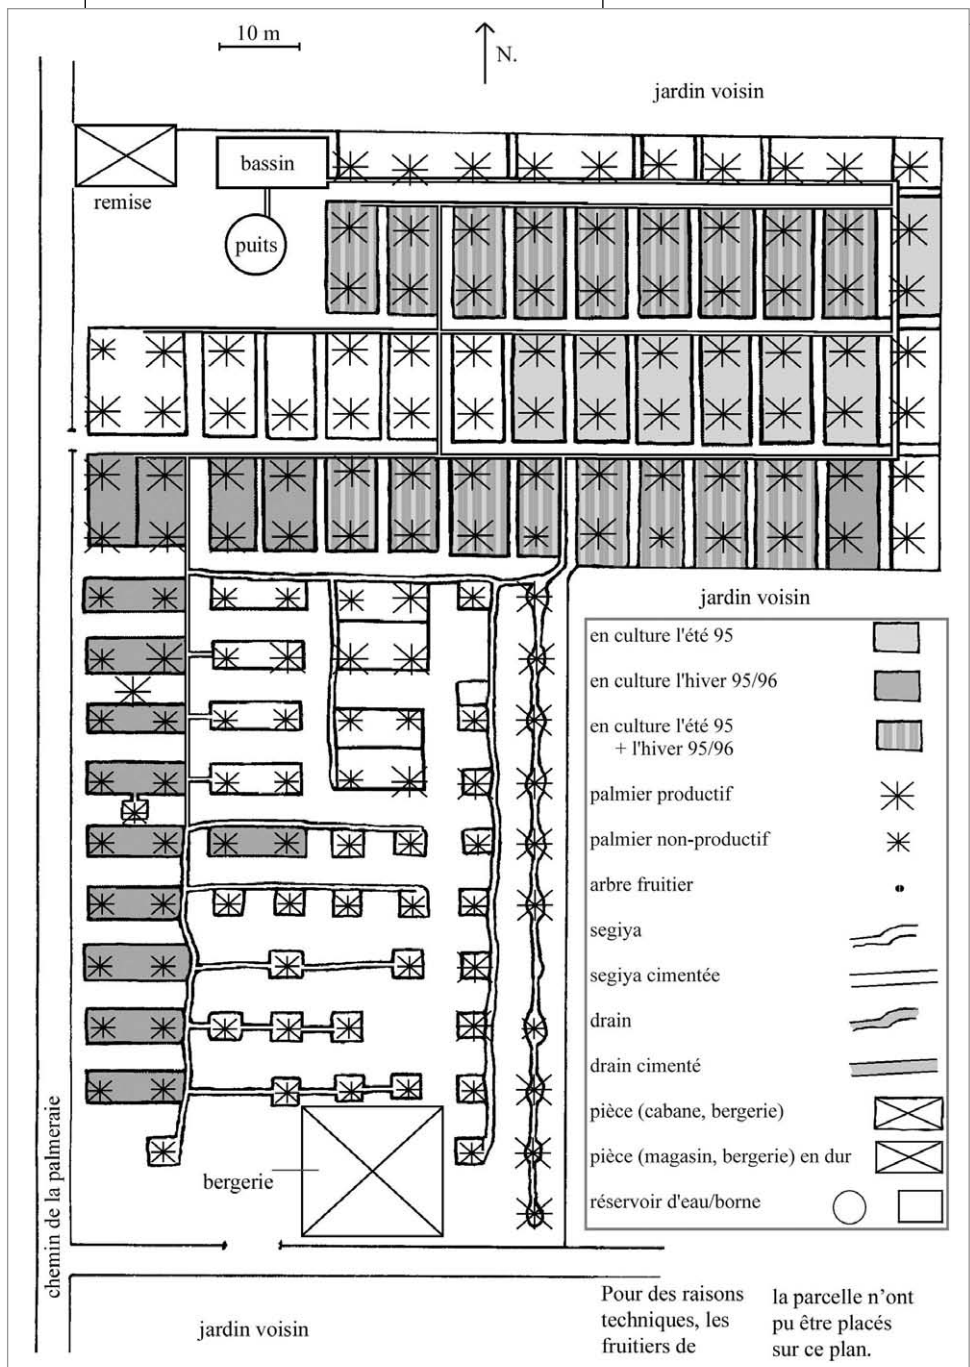 10 m
N.
jardin voisin
bassin
remise
puits
jardin voisin
en culture l'été 95
en culture l'hiver 95/96
en culture l'été 95
+ l'hiver 95/96
palmier productif
palmier non-productif
arbre fruitier
segiya
segiya cimentée
drain
drain cimenté
pièce (cabane, bergerie)
pièce (magasin, bergerie) en dur
réservoir d'eau/borne
bergerie
chemin de la palmeraie
jardin voisin
Pour des raisons
techniques, les
fruitiers de
la parcelle n’ont
pu être placés
sur ce plan.